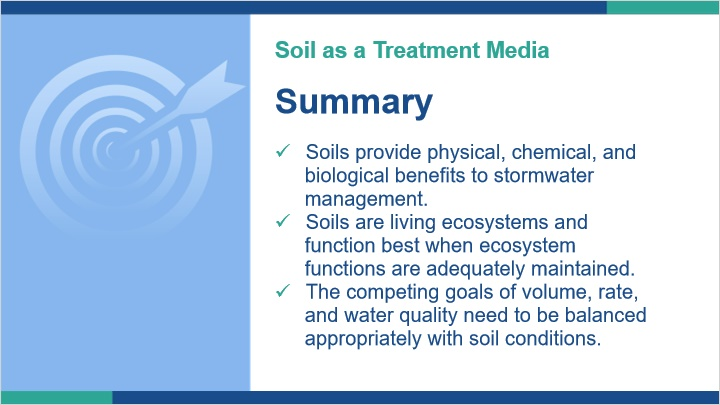 Soil as a Treatment Media
Summary
✓ Soils provide physical, chemical, and
biological benefits to stormwater
management.
✓ Soils are living ecosystems and
function best when ecosystem
functions are adequately maintained.
✓ The competing goals of volume, rate,
and water quality need to be balanced
appropriately with soil conditions.